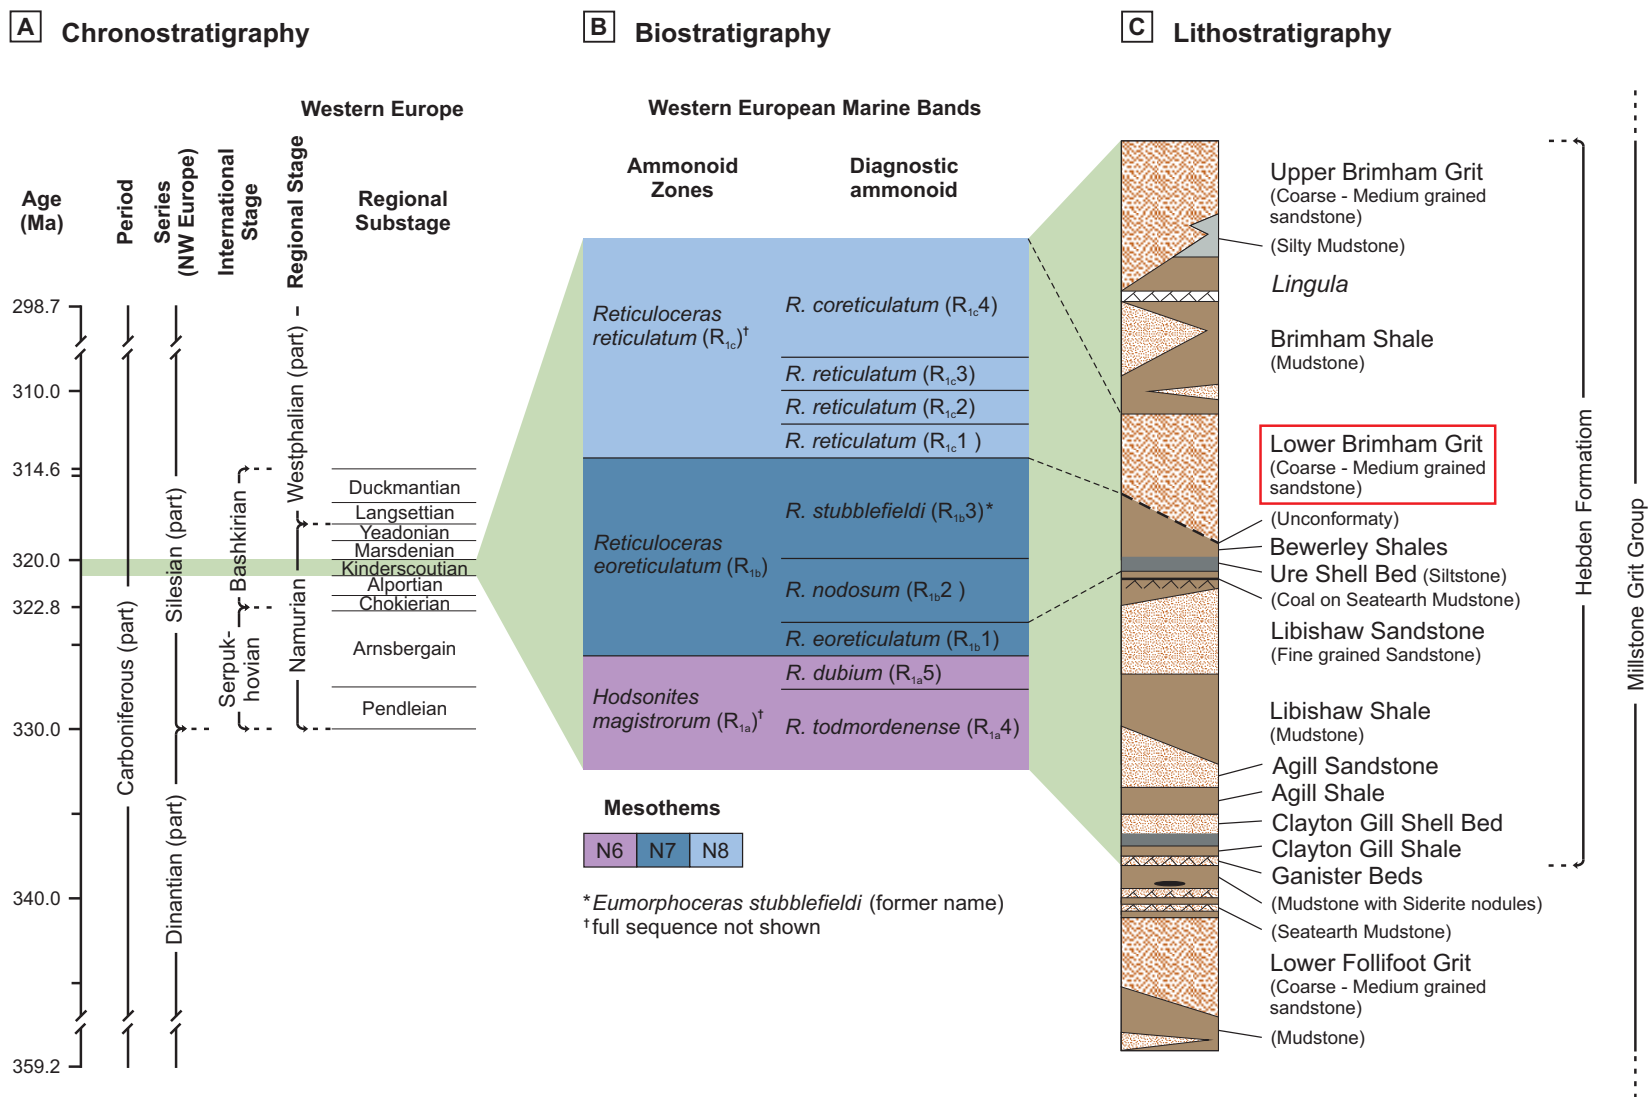 A Chronostratigraphy
Western Europe
Age
(Ma)
Period
Series
(NW Europe)
International
Stage
Regional Stage
Regional
Substage
298.7
310.0
314.6
320.0
322.8
330.0
340.0
359.2
Carboniferous (part)
Silesian (part)
Dinantian (part)
Bashkirian
Serpuk-
hovian
Westphalian (part)
Namurian
Duckmantian
Langsettian
Yeadonian
Marsdenian
Kinderscoutian
Alportian
Chokierian
Arnsbergain
Pendleian
B Biostratigraphy
Western European Marine Bands
Ammonoid
Zones
Diagnostic
ammonoid
Reticuloceras
reticulatum (R1c)†
R. coreticulatum (R1c4)
R. reticulatum (R1c3)
R. reticulatum (R1c2)
R. reticulatum (R1c1 )
Reticuloceras
eoreticulatum (R1b)
R. stubblefieldi (R1b3)*
R. nodosum (R1b2 )
R. eoreticulatum (R1b1)
Hodsonites
magistrorum (R1a)†
R. dubium (R1a5)
R. todmordenense (R1a4)
Mesothems
N6 N7 N8
*Eumorphoceras stubblefieldi (former name)
†full sequence not shown
C Lithostratigraphy
Upper Brimham Grit
(Coarse - Medium grained
sandstone)
(Silty Mudstone)
Lingula
Brimham Shale
(Mudstone)
Lower Brimham Grit
(Coarse - Medium grained
sandstone)
(Unconformaty)
Bewerley Shales
Ure Shell Bed (Siltstone)
(Coal on Seatearth Mudstone)
Libishaw Sandstone
(Fine grained Sandstone)
Libishaw Shale
(Mudstone)
Agill Sandstone
Agill Shale
Clayton Gill Shell Bed
Clayton Gill Shale
Ganister Beds
(Mudstone with Siderite nodules)
(Seatearth Mudstone)
Lower Follifoot Grit
(Coarse - Medium grained
sandstone)
(Mudstone)
Hebden Formatiom
Millstone Grit Group